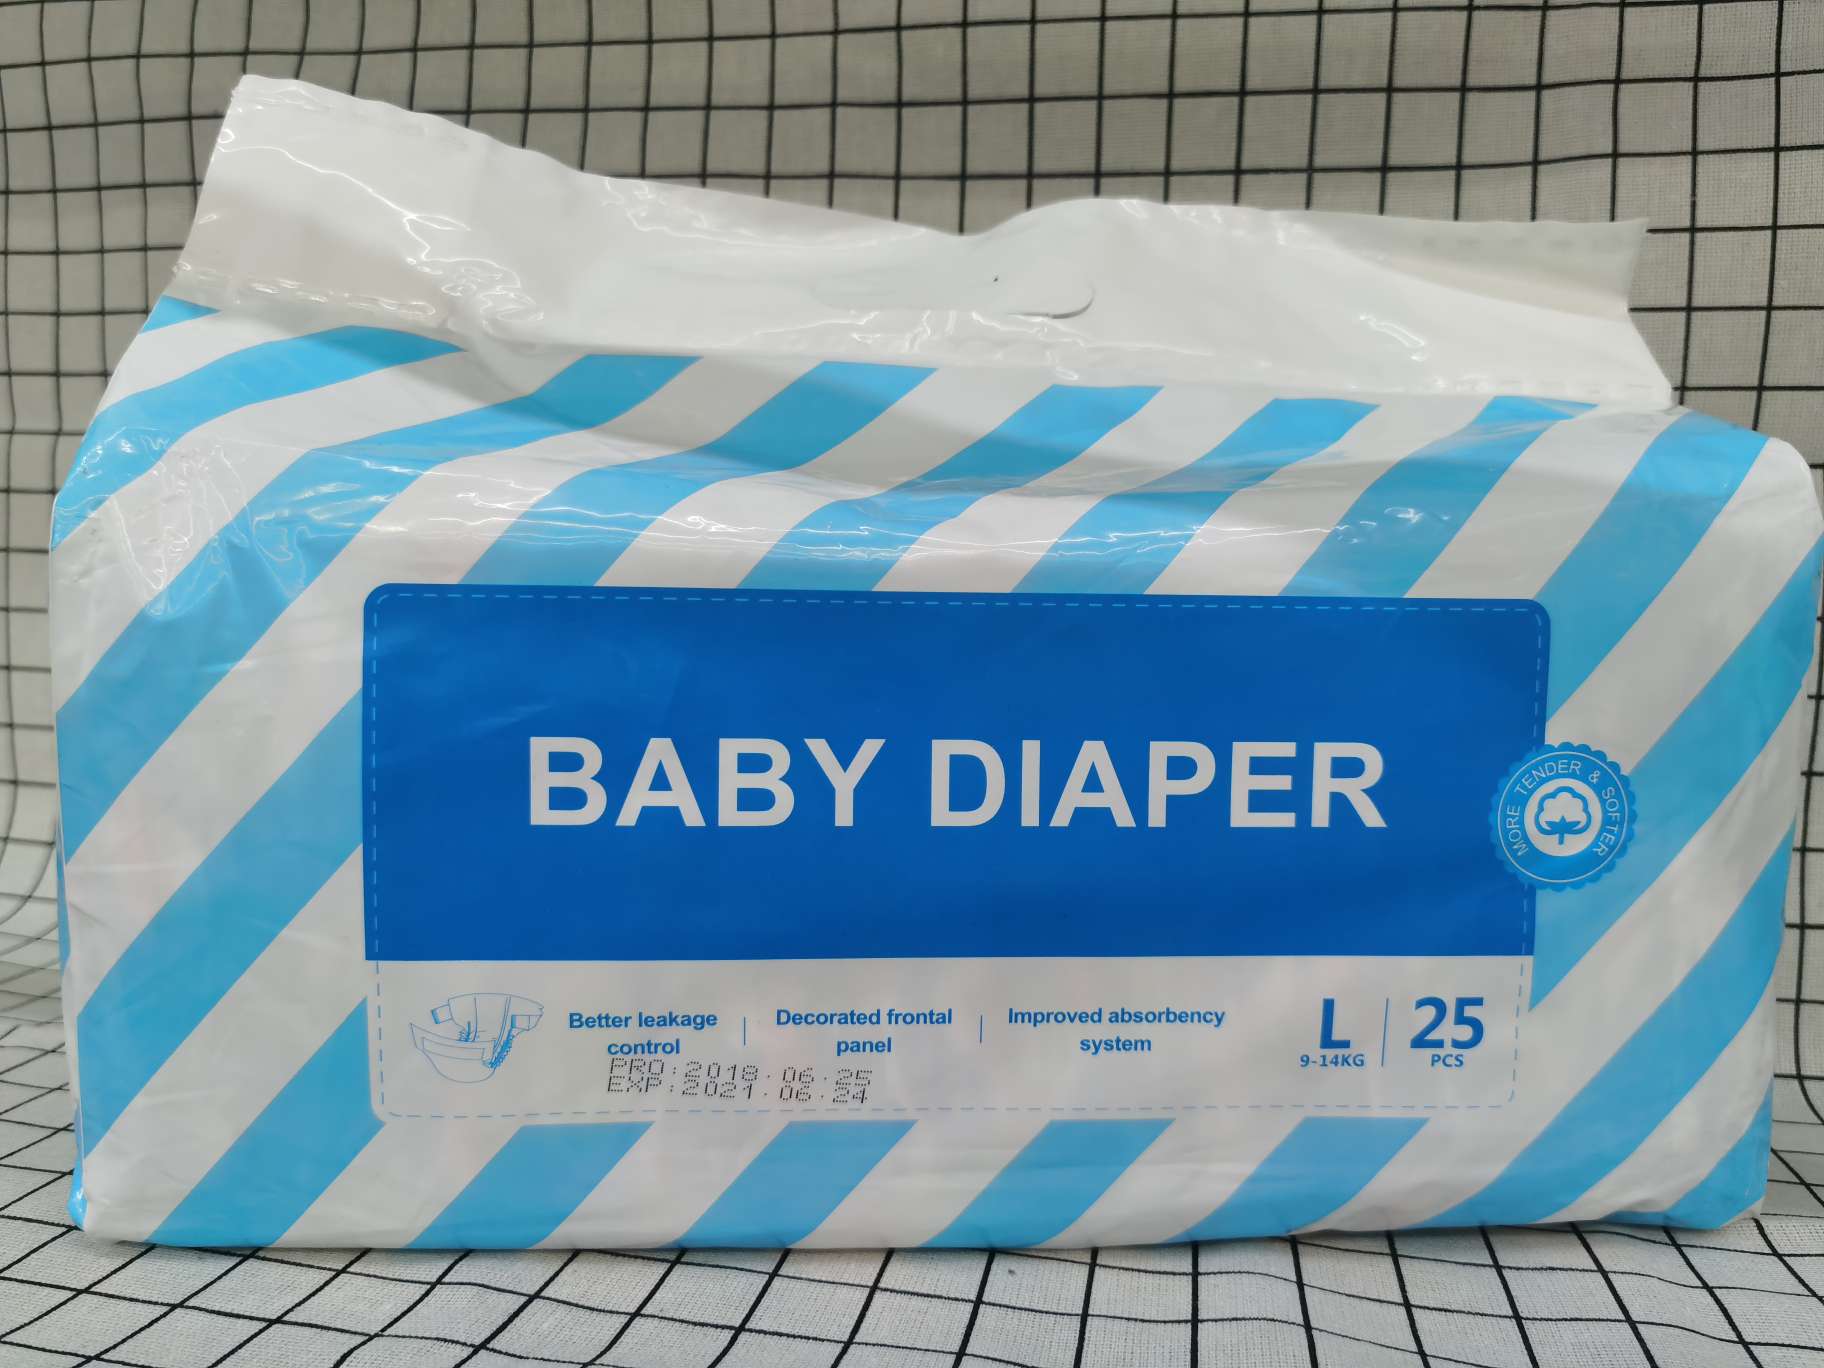 BABY DIAPER
MORE TENDER & SOFTER
Better leakage
control
Decorated frontal
panel
Improved absorbency
system
L
9-14KG
25
PCS
PRO:2018.06.25
EXP:2021.06.24